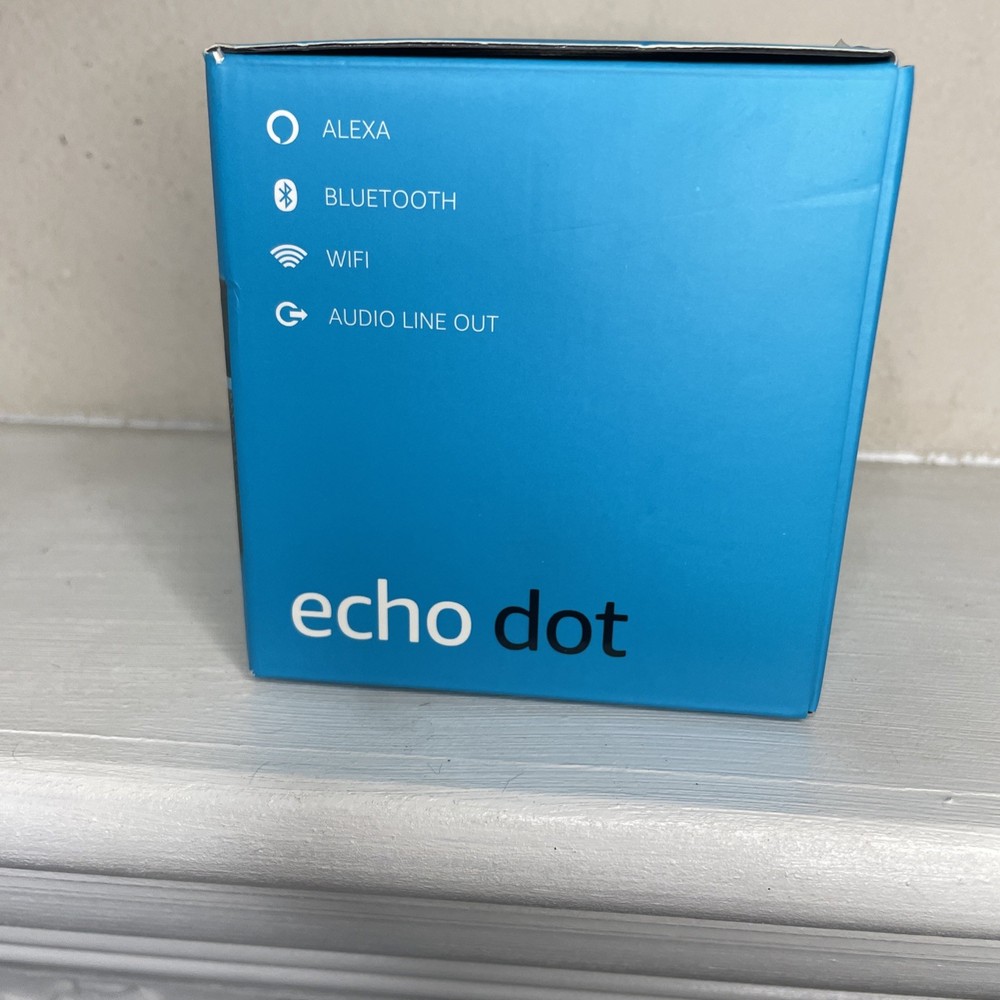 ALEXA
BLUETOOTH
WIFI
AUDIO LINE OUT
echo dot